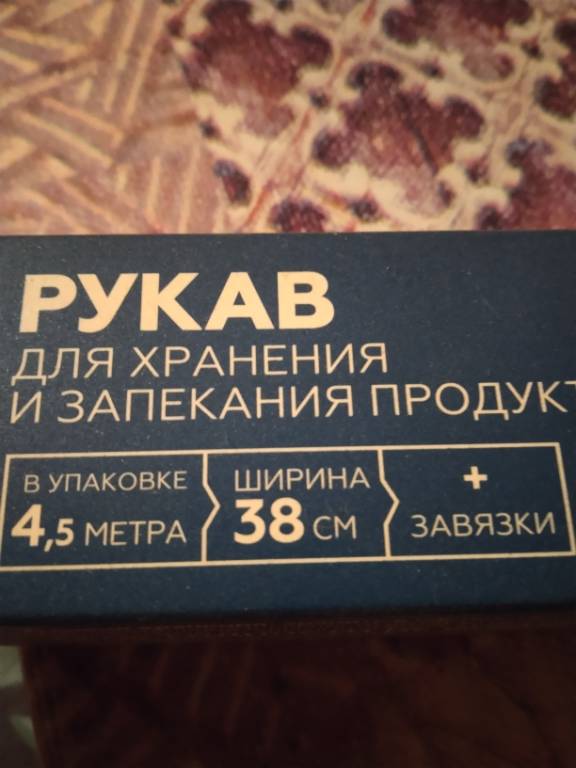 РУКАВ
ДЛЯ ХРАНЕНИЯ
И ЗАПЕКАНИЯ ПРОДУКТ
В УПАКОВКЕ
4,5 МЕТРА
ШИРИНА
38 СМ
+
ЗАВЯЗКИ